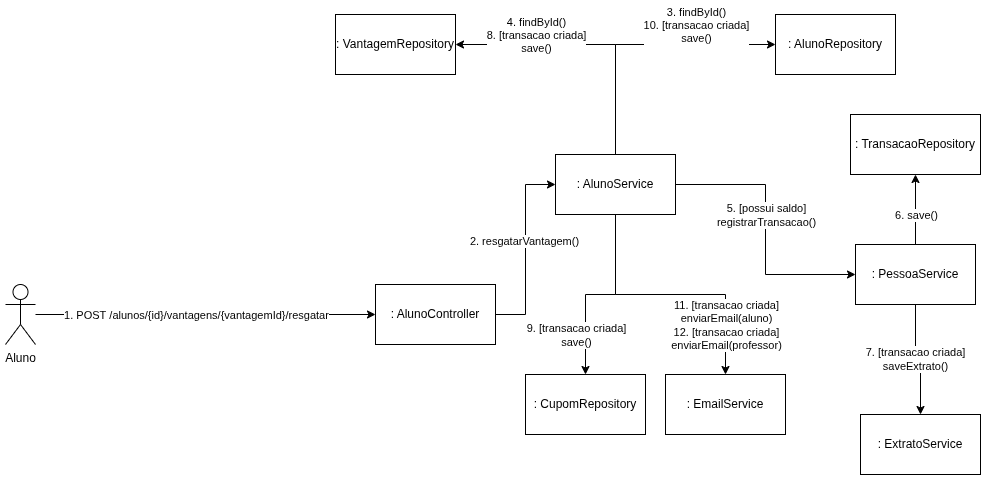 3. findById()
10. [transacao criada]
save()
4. findById()
8. [transacao criada]
save()
: VantagemRepository
: AlunoRepository
: TransacaoRepository
: AlunoService
5. [possui saldo]
registrarTransacao()
6. save()
2. resgatarVantagem()
: PessoaService
1. POST /alunos/{id}/vantagens/{vantagemId}/resgatar
: AlunoController
Aluno
11. [transacao criada]
enviarEmail(aluno)
12. [transacao criada]
enviarEmail(professor)
9. [transacao criada]
save()
7. [transacao criada]
saveExtrato()
: CupomRepository
: EmailService
: ExtratoService